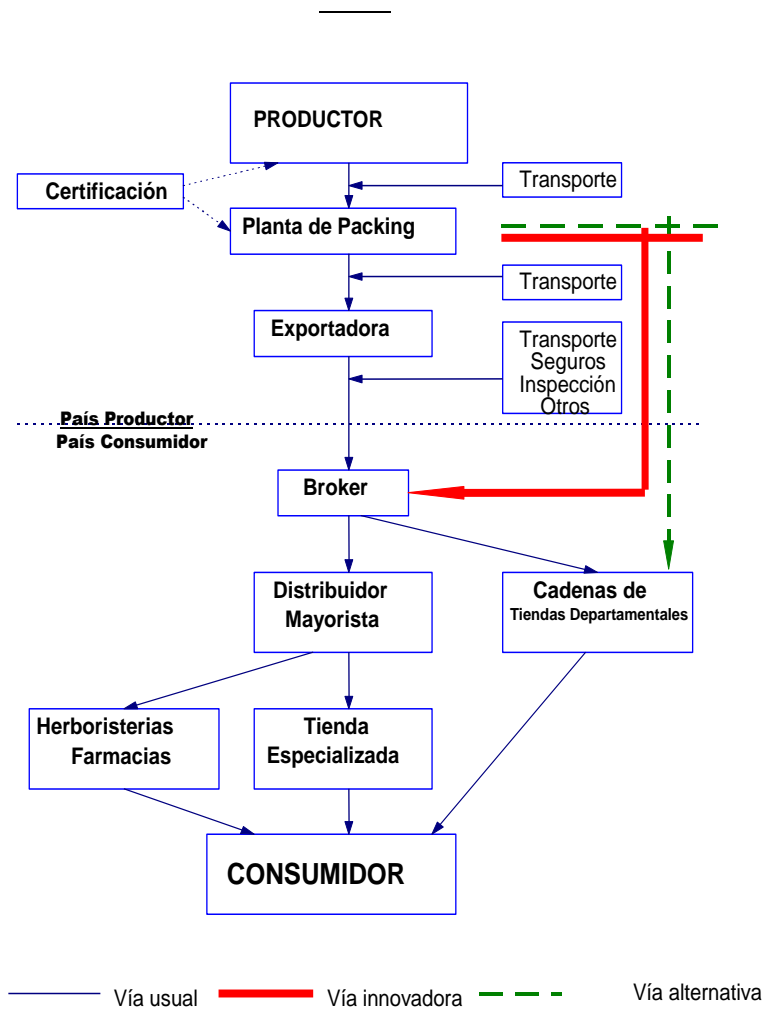 PRODUCTOR
Certificación
Transporte
Planta de Packing
Transporte
Exportadora
Transporte
Seguros
Inspección
Otros
País Productor
País Consumidor
Broker
Distribuidor
Mayorista
Cadenas de
Tiendas Departamentales
Herboristerias
Farmacias
Tienda
Especializada
CONSUMIDOR
Vía usual
Vía innovadora
Vía alternativa